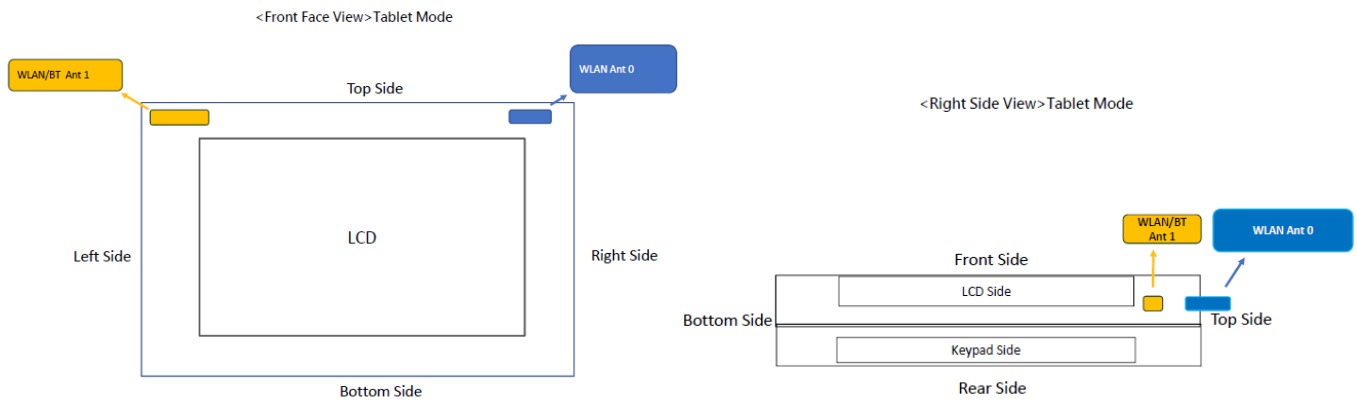 <Front Face View>Tablet Mode
WLAN/BT Ant 1
WLAN Ant 0
Top Side
LCD
Left Side
Right Side
Bottom Side
<Right Side View>Tablet Mode
WLAN/BT
Ant 1
WLAN Ant 0
Front Side
LCD Side
Bottom Side
Top Side
Keypad Side
Rear Side